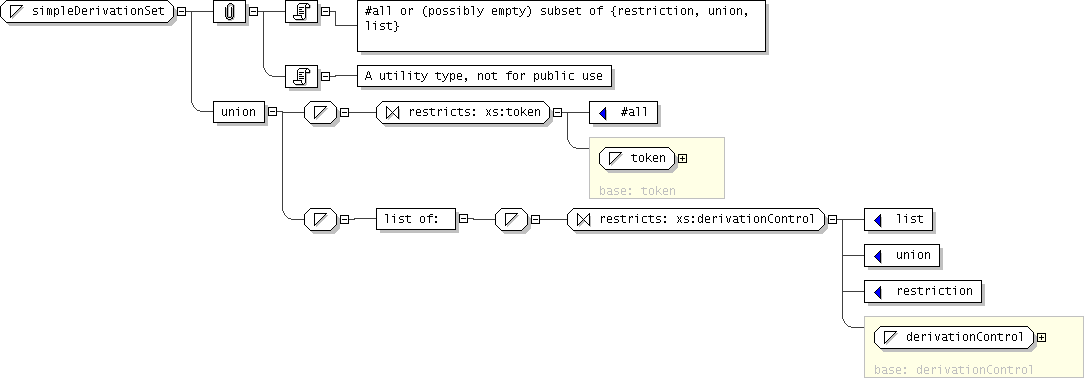 simpleDerivationSet
#all or (possibly empty) subset of {restriction, union,
list}
A utility type, not for public use
union
restricts: xs:token
#all
token
base: token
list of:
restricts: xs:derivationControl
list
union
restriction
derivationControl
base: derivationControl